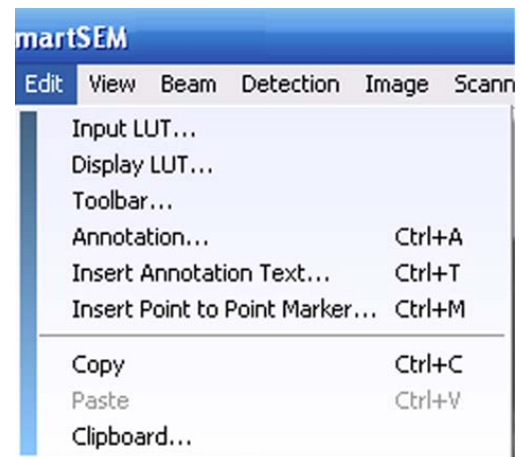 martSEM
Edit View Beam Detection Image Scann
Input LUT...
Display LUT...
Toolbar...
Annotation... Ctrl+A
Insert Annotation Text... Ctrl+T
Insert Point to Point Marker... Ctrl+M
Copy Ctrl+C
Paste Ctrl+V
Clipboard...